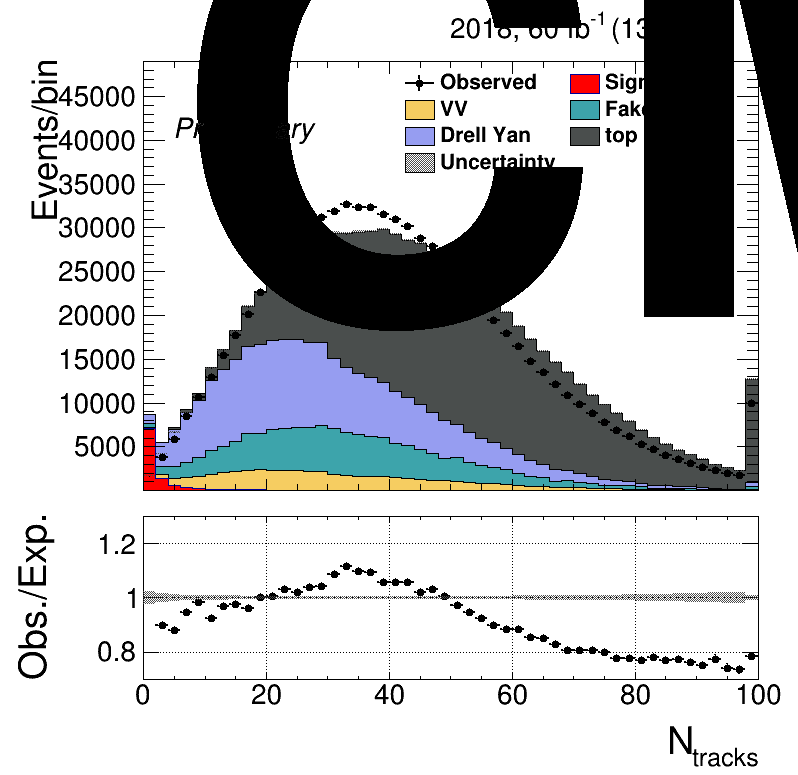 CM
2018, 60 fb-1 (13
Observed
VV
Drell Yan
Uncertainty
top
Events/bin
45000
40000
35000
30000
25000
20000
15000
10000
5000
Obs./Exp.
1.2
1
0.8
0 20 40 60 80 100
Ntracks